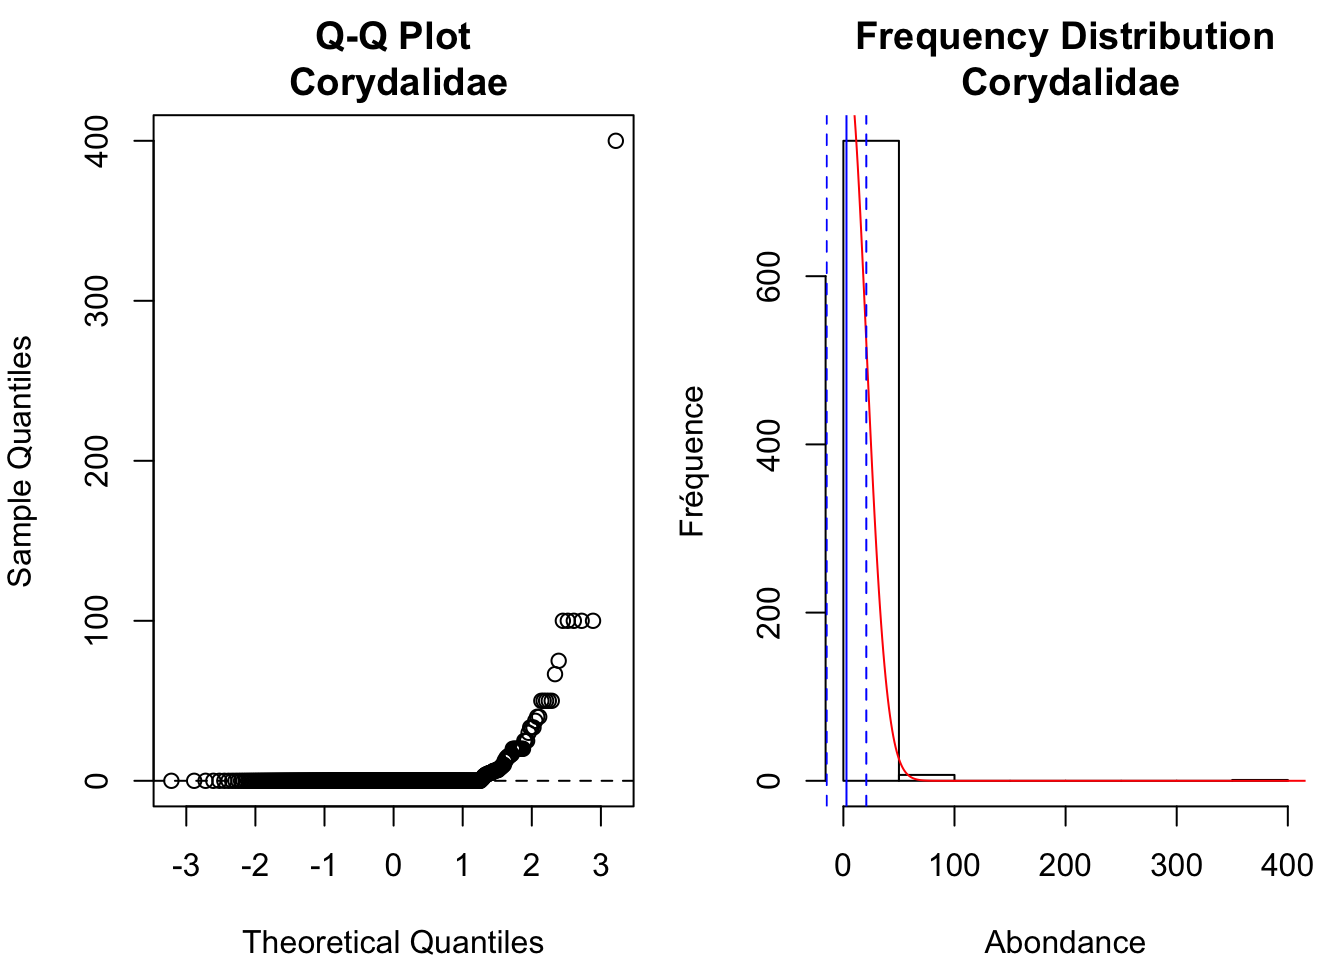 Q-Q Plot
Corydalidae
Sample Quantiles
400
300
200
100
0
-3 -2 -1 0 1 2 3
Theoretical Quantiles
Frequency Distribution
Corydalidae
Fréquence
600
400
200
0
0 100 200 300 400
Abondance